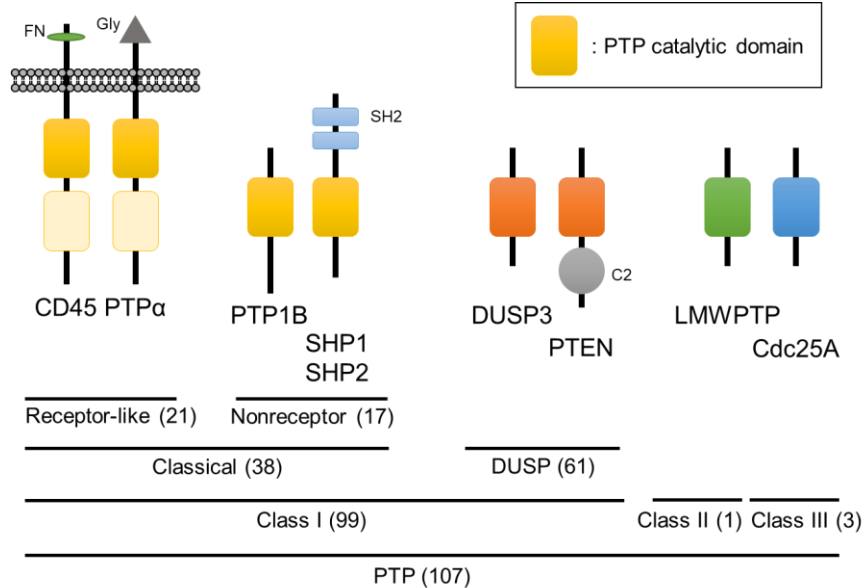 FN
Gly
: PTP catalytic domain
SH2
C2
CD45 PTPα
PTP1B
SHP1
SHP2
DUSP3
PTEN
LMWPTP
Cdc25A
Receptor-like (21)
Nonreceptor (17)
Classical (38)
DUSP (61)
Class I (99)
Class II (1)
Class III (3)
PTP (107)